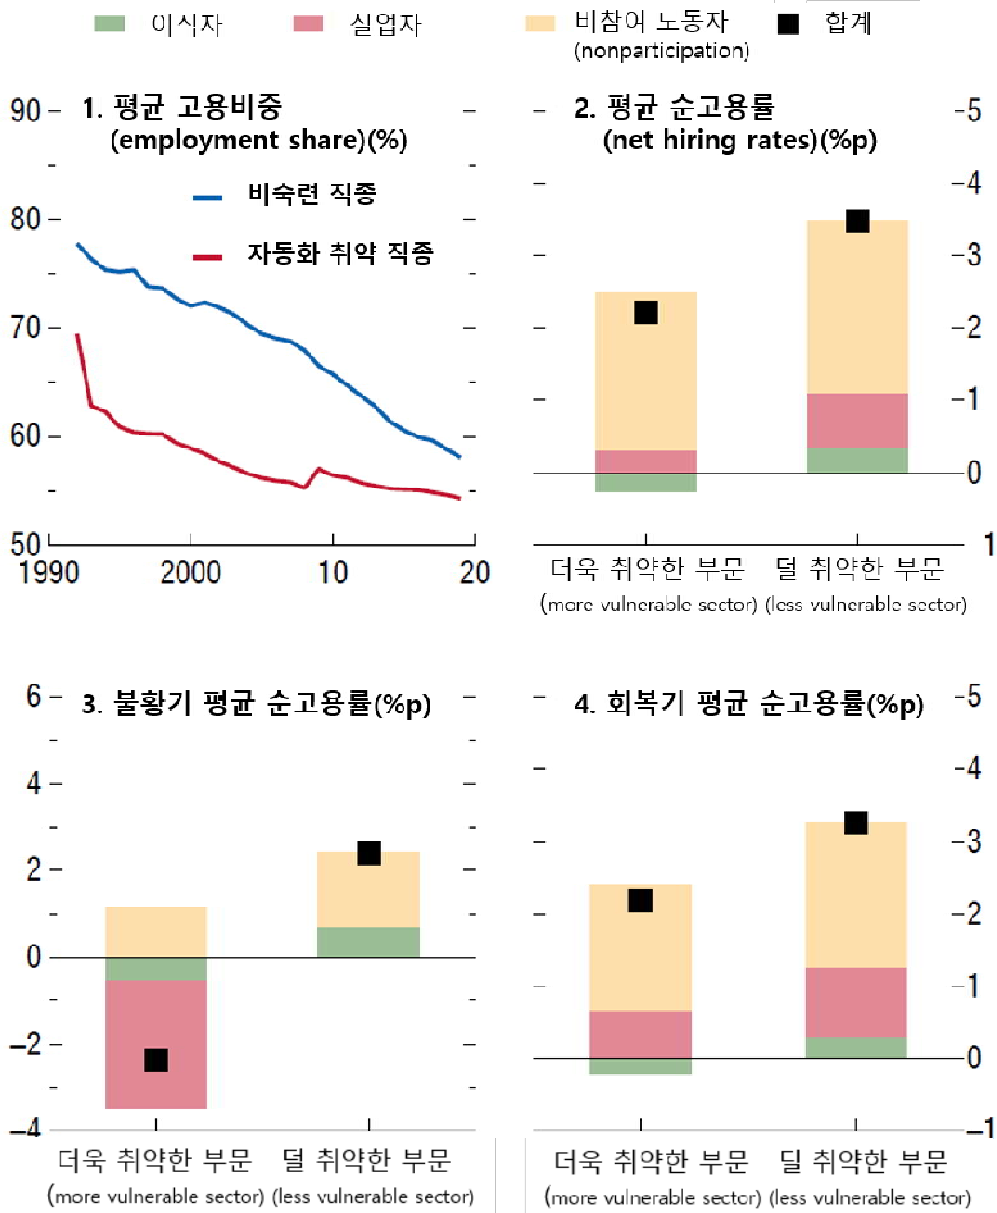 이직자 실업자 비참여 노동자 합계
(nonparticipation)
1. 평균 고용비중
(employment share)(%)
90
80
70
60
50
비숙련 직종
자동화 취약 직종
1990 2000 10 20
2. 평균 순고용률
(net hiring rates)(%p)
5
4
3
2
1
0
1
더욱 취약한 부문 덜 취약한 부문
(more vulnerable sector) (less vulnerable sector)
3. 불황기 평균 순고용률(%p)
6
4
2
0
–2
–4
더욱 취약한 부문 덜 취약한 부문
(more vulnerable sector) (less vulnerable sector)
4. 회복기 평균 순고용률(%p)
5
4
3
2
1
0
–1
더욱 취약한 부문 덜 취약한 부문
(more vulnerable sector) (less vulnerable sector)